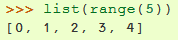 >>> list(range(5))
[0, 1, 2, 3, 4]